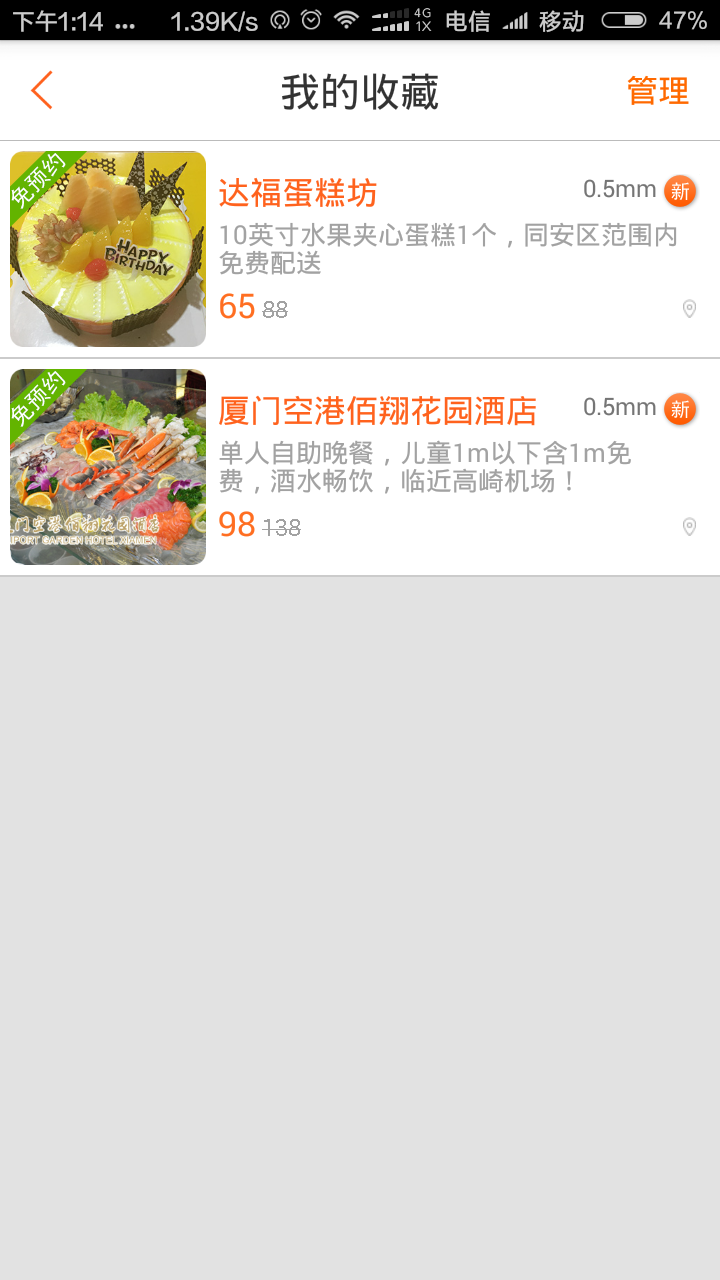 下午1:14 ... 1.39K/s 4G 1X 电信 移动 47%
我的收藏 管理
免预约
达福蛋糕坊 0.5mm 新
10英寸水果夹心蛋糕1个，同安区范围内
免费配送
65 88
HAPPY
BIRTHDAY
免预约
厦门空港佰翔花园酒店 0.5mm 新
单人自助晚餐，儿童1m以下含1m免
费，酒水畅饮，临近高崎机场！
98 138
门空港佰翔花园酒店
PORT GARDEN HOTEL XIAMEN